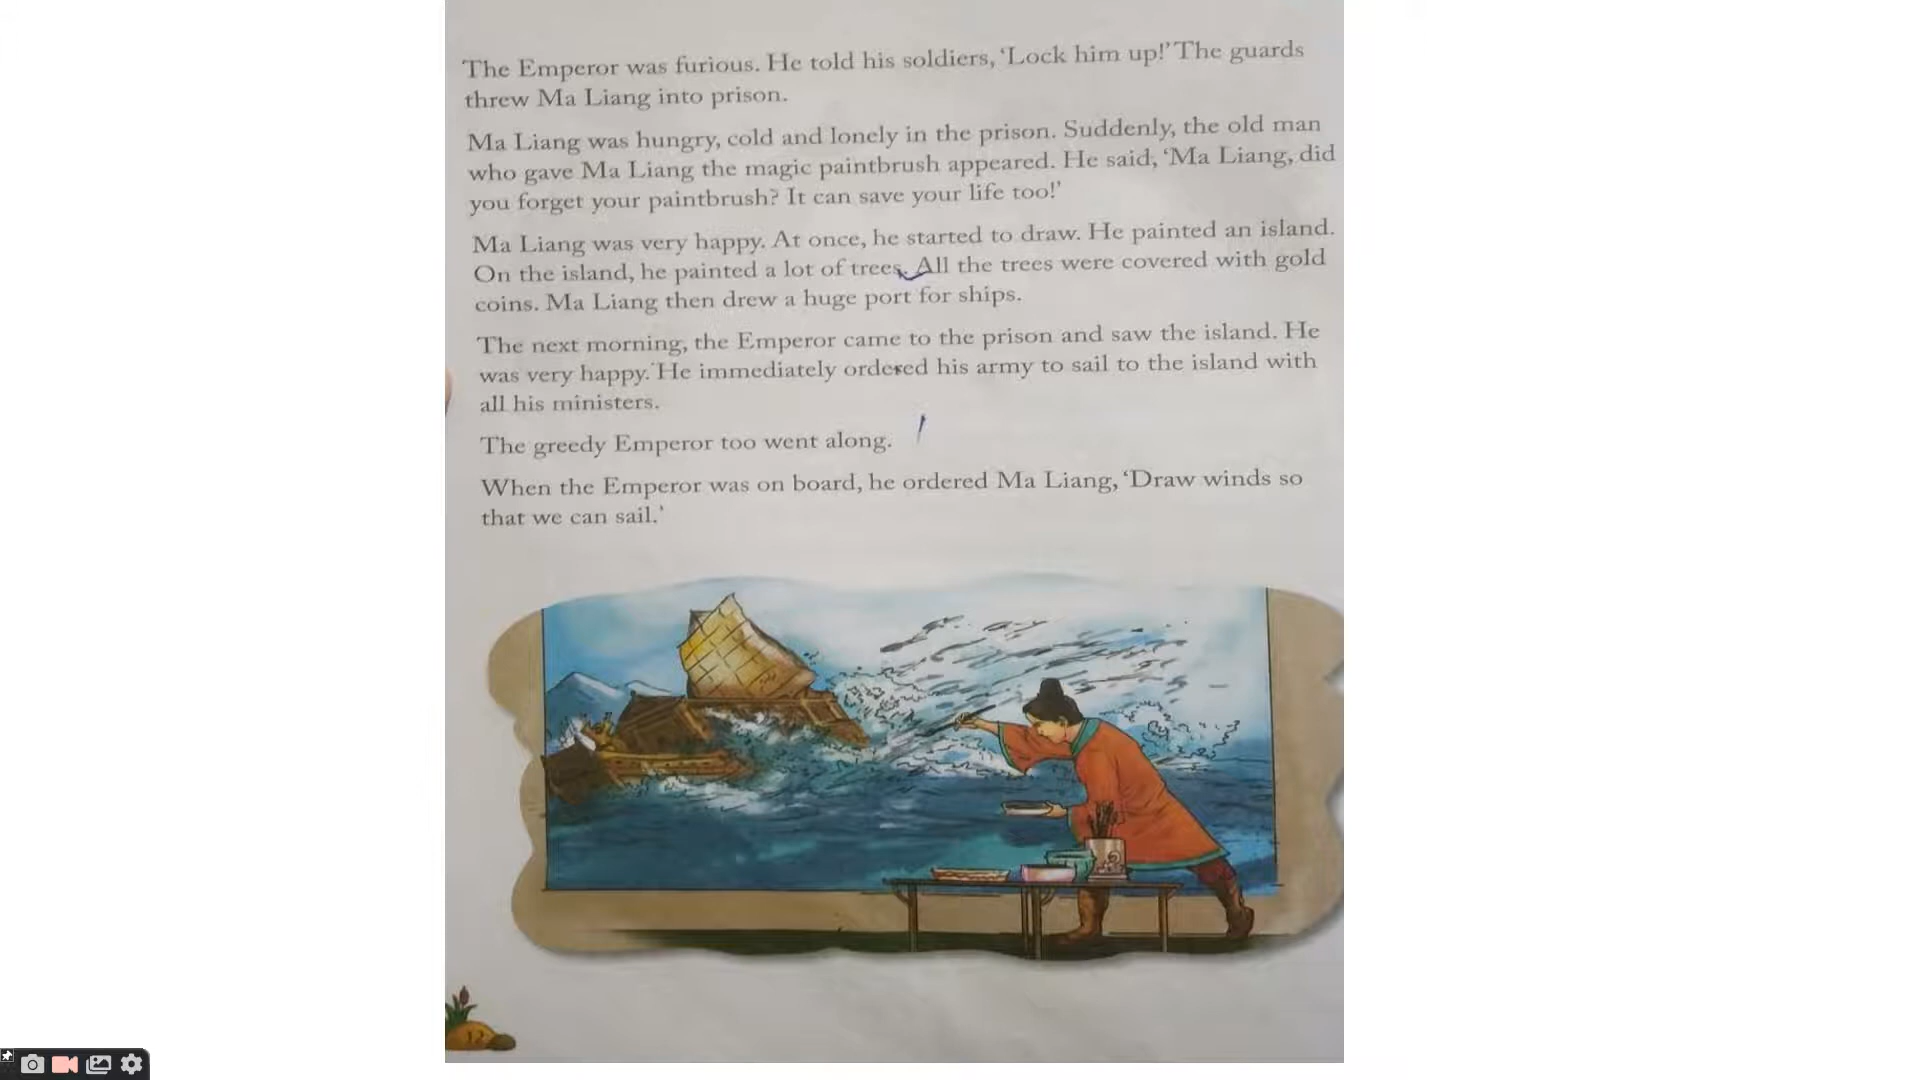 The Emperor was furious. He told his soldiers, ‘Lock him up!’ The guards
threw Ma Liang into prison.
Ma Liang was hungry, cold and lonely in the prison. Suddenly, the old man
who gave Ma Liang the magic paintbrush appeared. He said, ‘Ma Liang, did
you forget your paintbrush? It can save your life too!’
Ma Liang was very happy. At once, he started to draw. He painted an island.
On the island, he painted a lot of trees. All the trees were covered with gold
coins. Ma Liang then drew a huge port for ships.
The next morning, the Emperor came to the prison and saw the island. He
was very happy. He immediately ordered his army to sail to the island with
all his ministers.
The greedy Emperor too went along.
When the Emperor was on board, he ordered Ma Liang, ‘Draw winds so
that we can sail.’
12